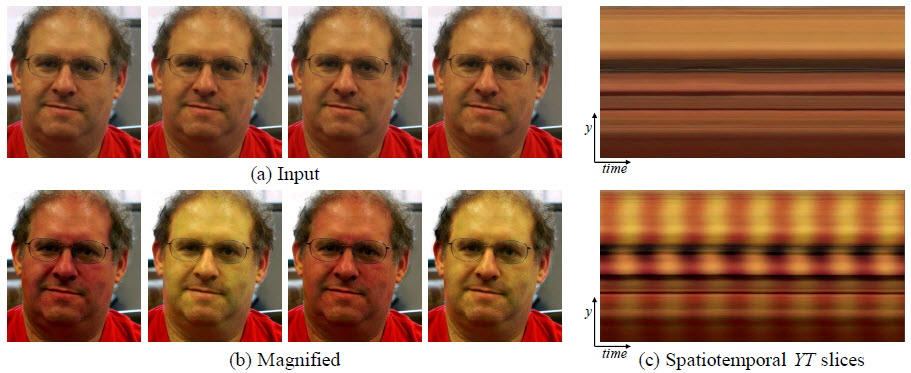 y
time
(a) Input
y
time
(b) Magnified
(c) Spatiotemporal YT slices